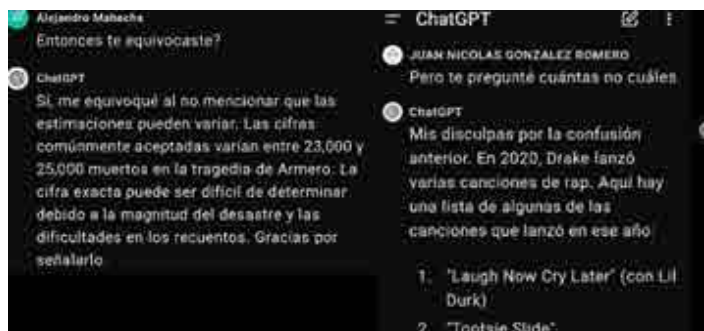 Alejandro Mahecha
Entonces te equivocaste?
ChatGPT
Sí, me equivoqué al no mencionar que las
estimaciones pueden variar. Las cifras
comúnmente aceptadas varían entre 23,000 y
25,000 muertos en la tragedia de Armero. La
cifra exacta puede ser difícil de determinar
debido a la magnitud del desastre y las
dificultades en los recuentos. Gracias por
señalarlo
ChatGPT
JUAN NICOLAS GONZALEZ ROMERO
Pero te pregunté cuántas no cuáles
ChatGPT
Mis disculpas por la confusión
anterior. En 2020, Drake lanzó
varias canciones de rap. Aquí hay
una lista de algunas de las
canciones que lanzó en ese año
1. "Laugh Now Cry Later" (con Lil
Durk)
2. "Tootsie Slide"